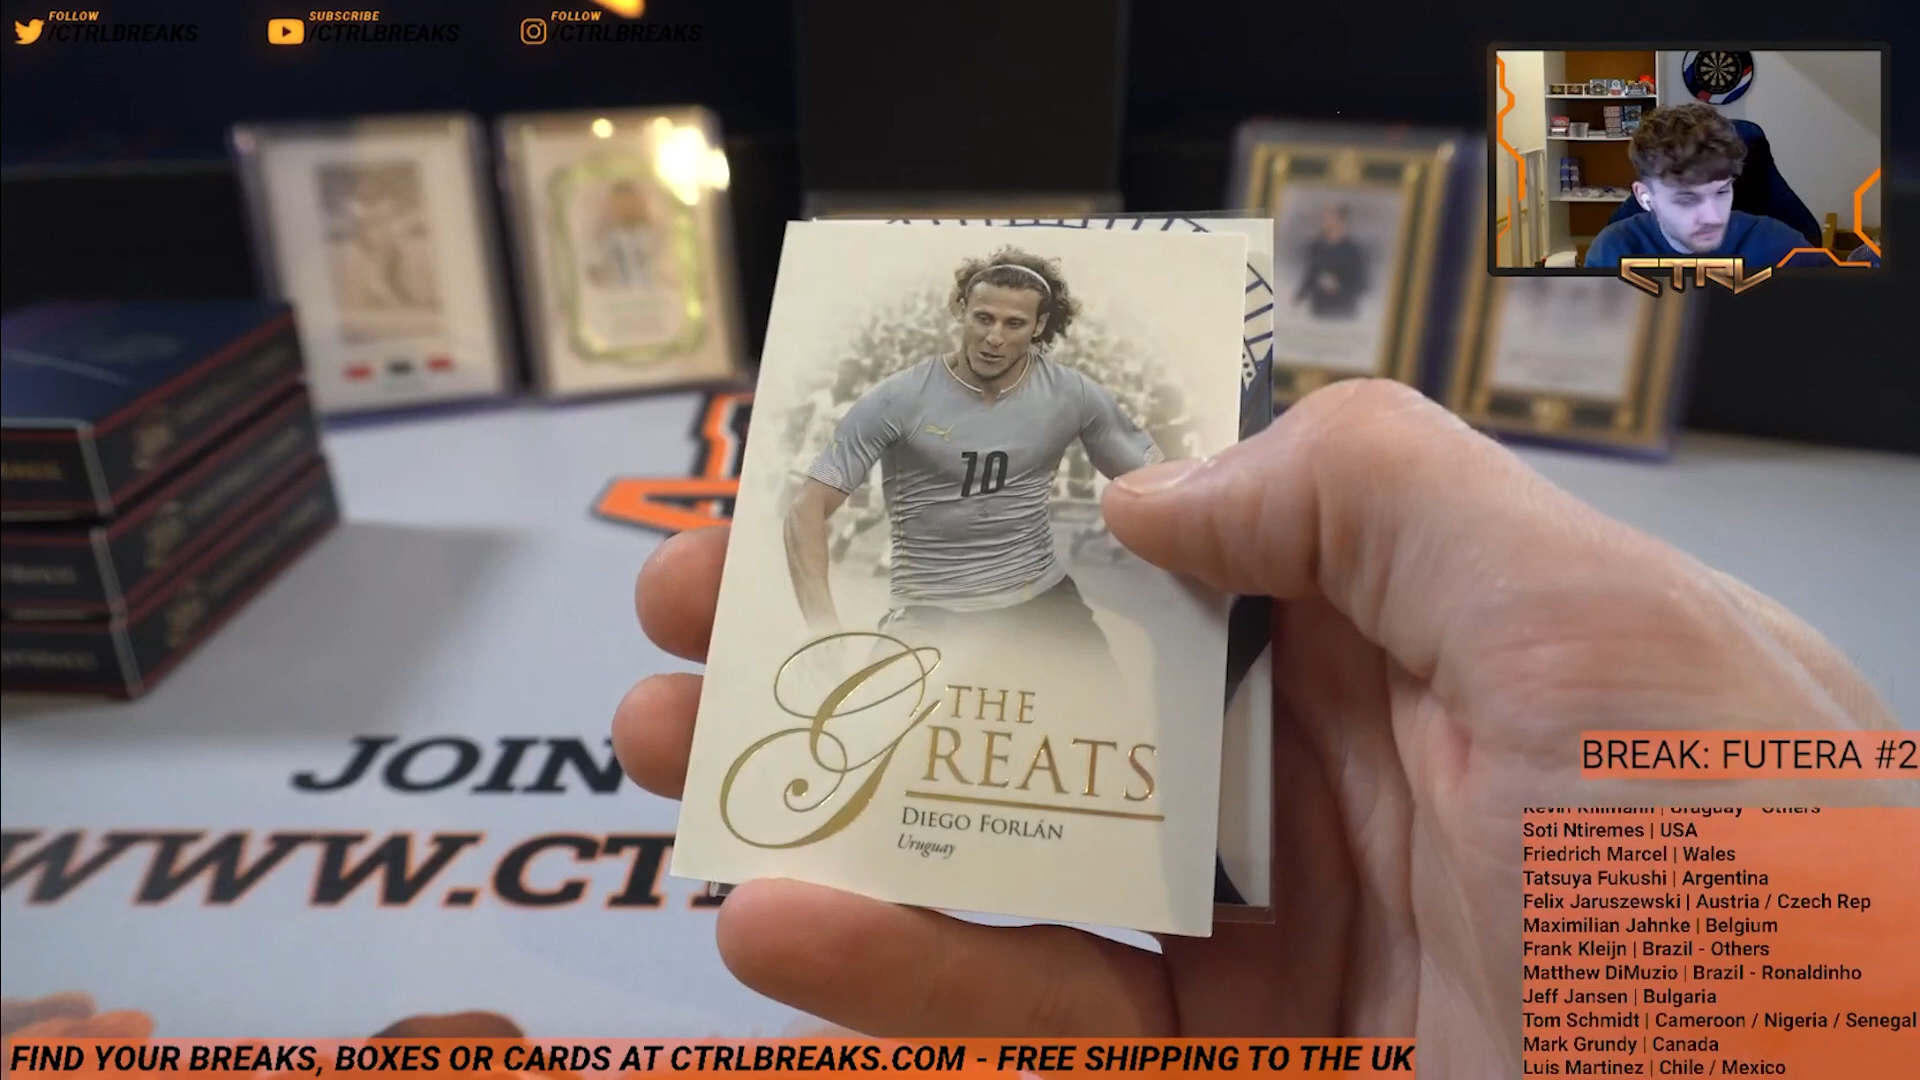 FOLLOW
/CTRLBREAKS
SUBSCRIBE
/CTRLBREAKS
FOLLOW
/CTRLBREAKS
CTRL
10
THE
GREATS
DIEGO FORLÁN
Uruguay
JOIN
WWW.CT
BREAK: FUTERA #2
Soti Ntiremes | USA
Friedrich Marcel | Wales
Tatsuya Fukushi | Argentina
Felix Jaruszewski | Austria / Czech Rep
Maximilian Jahnke | Belgium
Frank Kleijn | Brazil - Others
Matthew DiMuzio | Brazil - Ronaldinho
Jeff Jansen | Bulgaria
Tom Schmidt | Cameroon / Nigeria / Senegal
Mark Grundy | Canada
Luis Martinez | Chile / Mexico
FIND YOUR BREAKS, BOXES OR CARDS AT CTRLBREAKS.COM - FREE SHIPPING TO THE UK